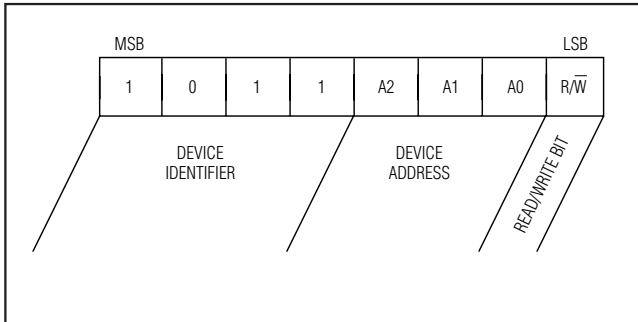 MSB LSB
1 0 1 1 A2 A1 A0 R/W̅
DEVICE DEVICE
IDENTIFIER ADDRESS
READ/WRITE BIT